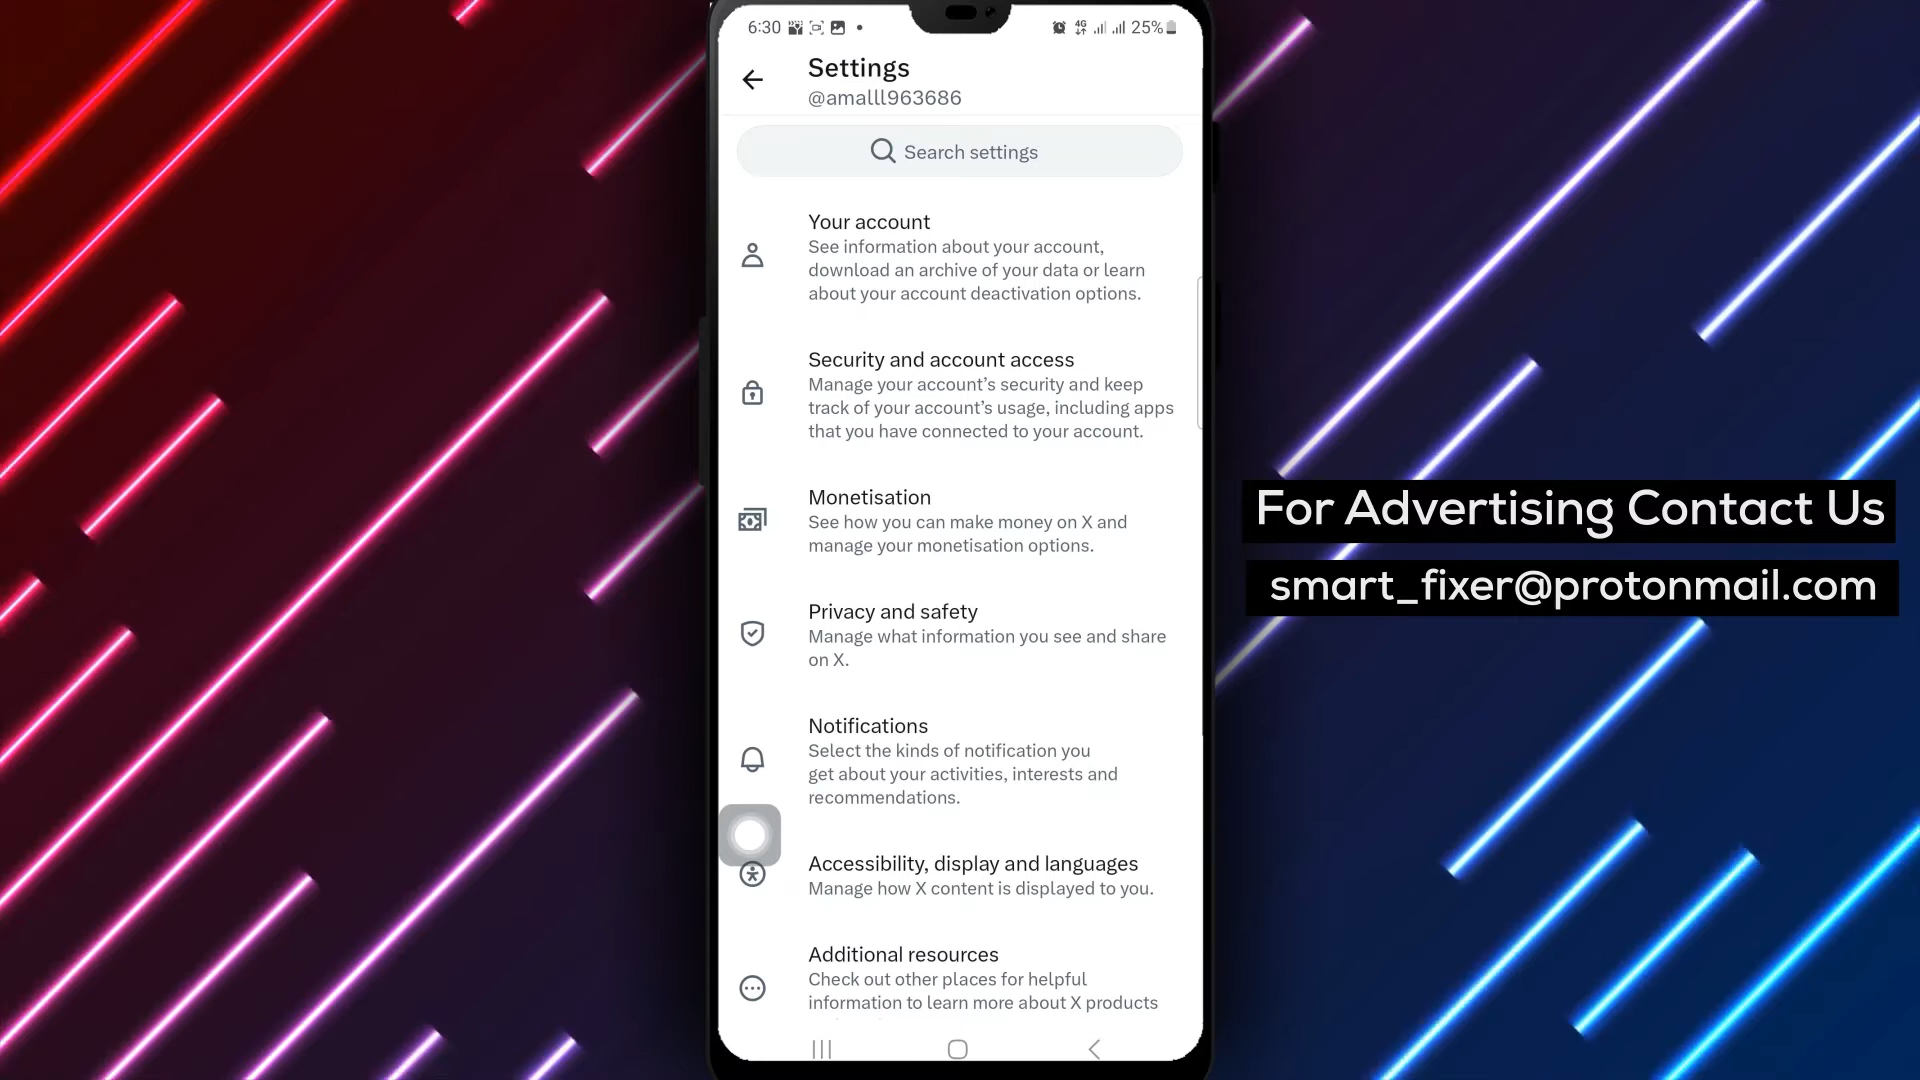 6:30
4G
25%
Settings
@amalll963686
Search settings
Your account
See information about your account,
download an archive of your data or learn
about your account deactivation options.
Security and account access
Manage your account’s security and keep
track of your account’s usage, including apps
that you have connected to your account.
Monetisation
See how you can make money on X and
manage your monetisation options.
Privacy and safety
Manage what information you see and share
on X.
Notifications
Select the kinds of notification you
get about your activities, interests and
recommendations.
Accessibility, display and languages
Manage how X content is displayed to you.
Additional resources
Check out other places for helpful
information to learn more about X products
For Advertising Contact Us
smart_fixer@protonmail.com